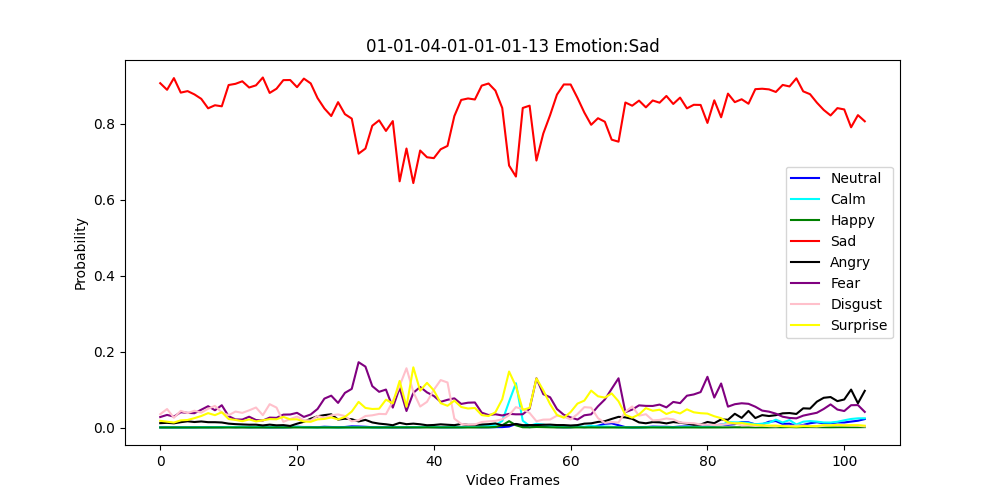 01-01-04-01-01-01-13 Emotion:Sad
Probability
0.8
0.6
0.4
0.2
0.0
Neutral
Calm
Happy
Sad
Angry
Fear
Disgust
Surprise
0 20 40 60 80 100
Video Frames